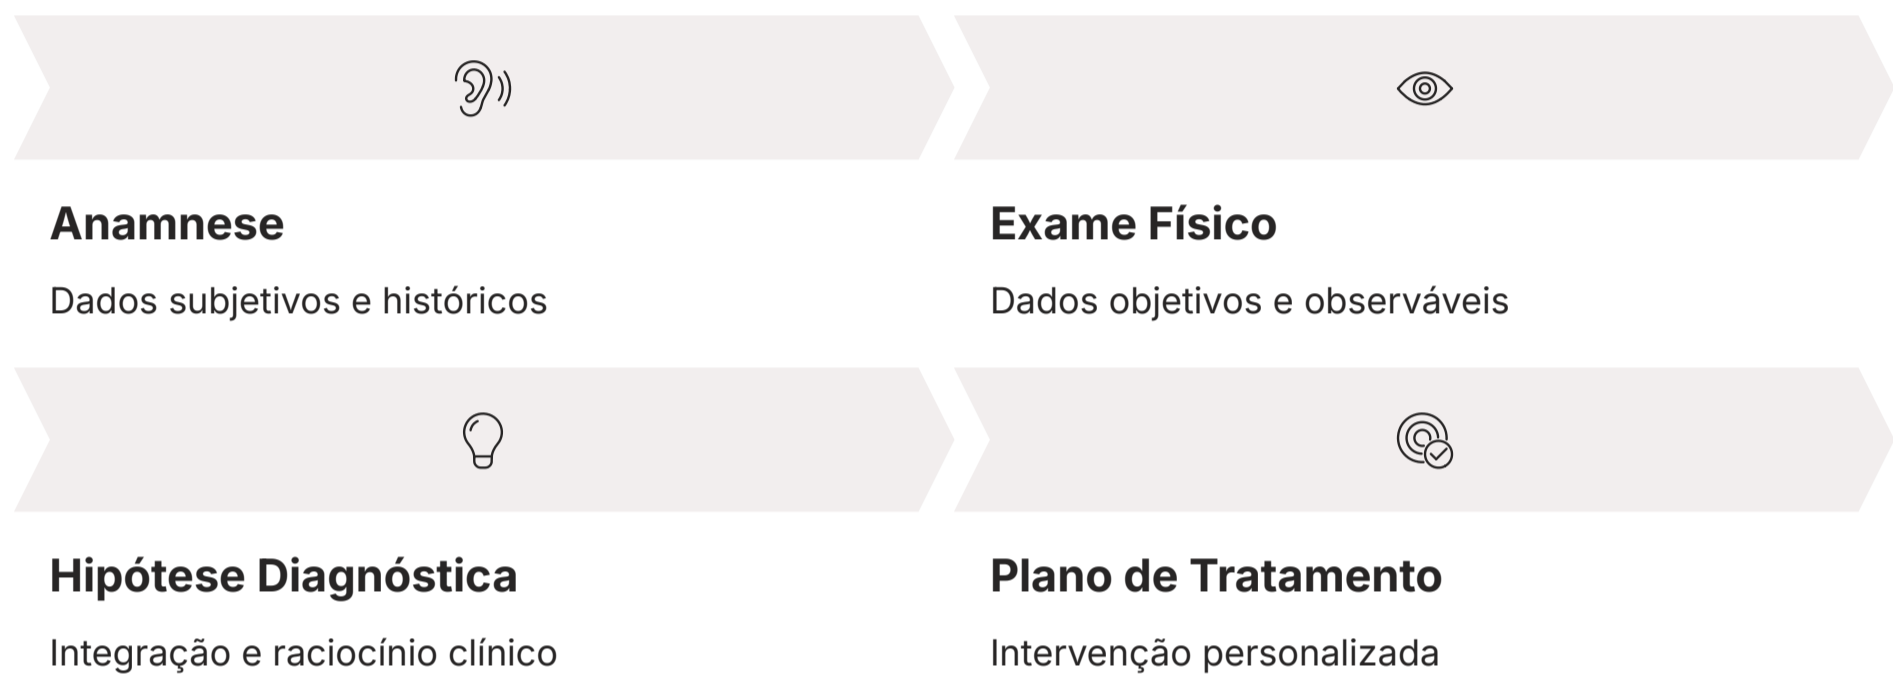 Anamnese
Dados subjetivos e históricos
Exame Físico
Dados objetivos e observáveis
Hipótese Diagnóstica
Integração e raciocínio clínico
Plano de Tratamento
Intervenção personalizada